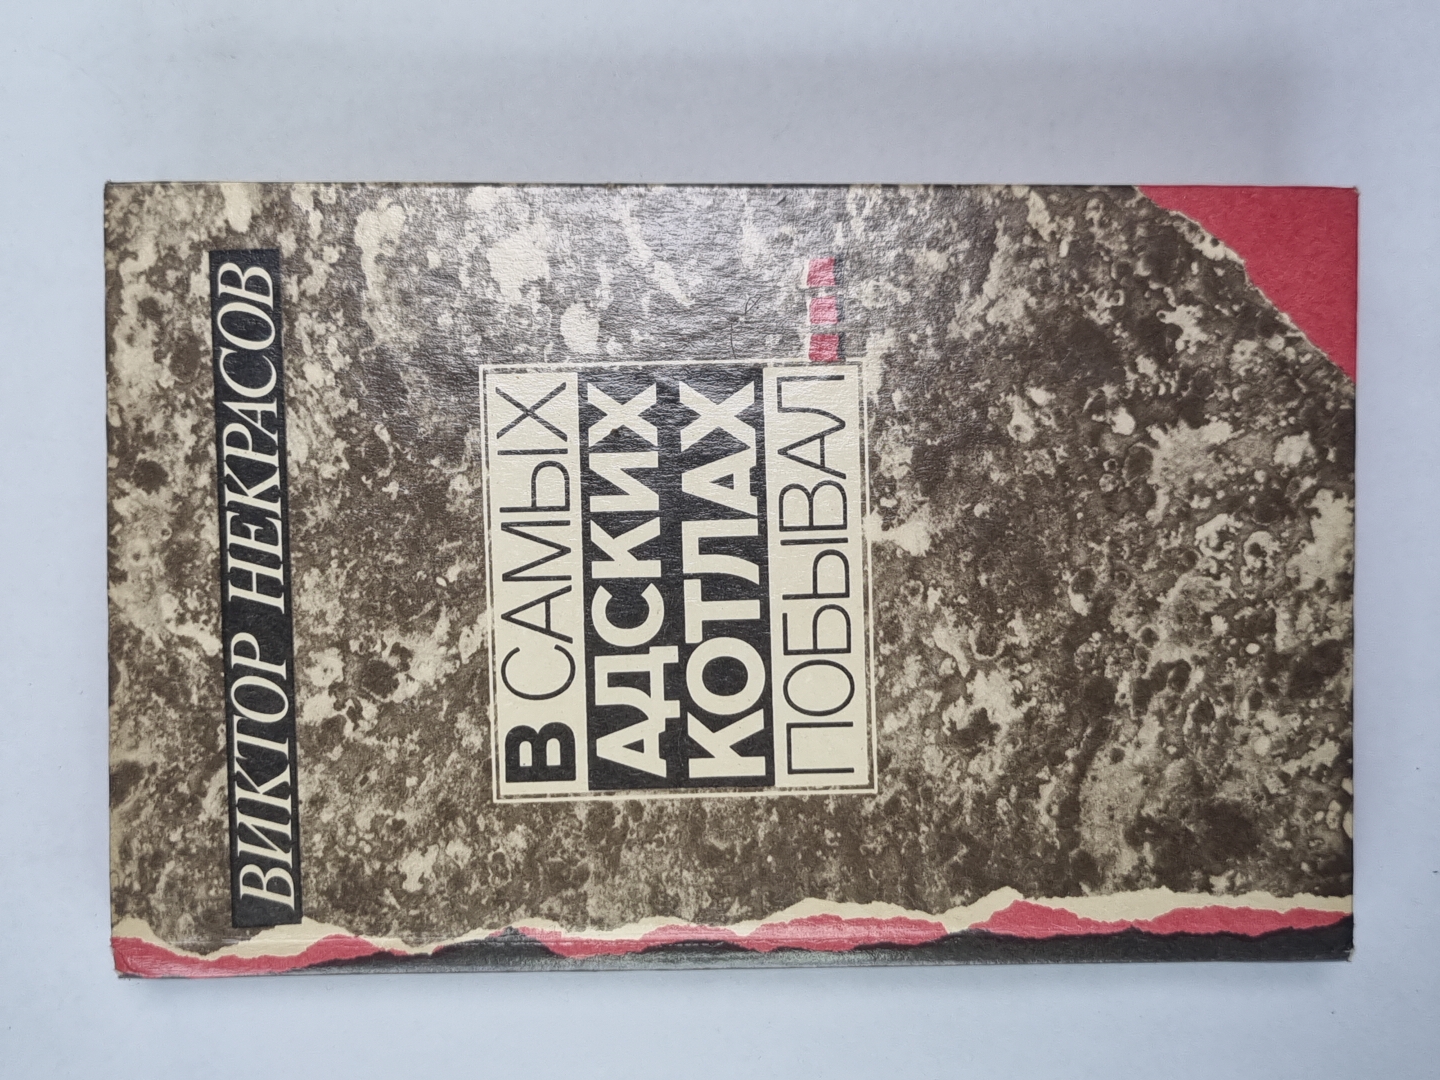 ВИКТОР НЕКРАСОВ
В САМЫХ
АДСКИХ
КОТЛАХ
ПОБЫВАЛ...